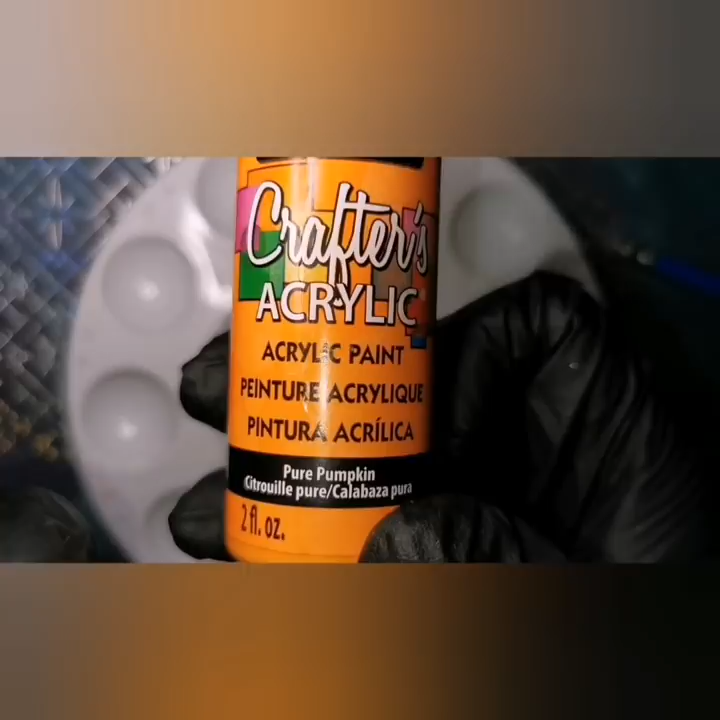 Crafter's
ACRYLIC
ACRYLIC PAINT
PEINTURE ACRYLIQUE
PINTURA ACRÍLICA
Pure Pumpkin
Citrouille pure/Calabaza pura
2 fl. oz.